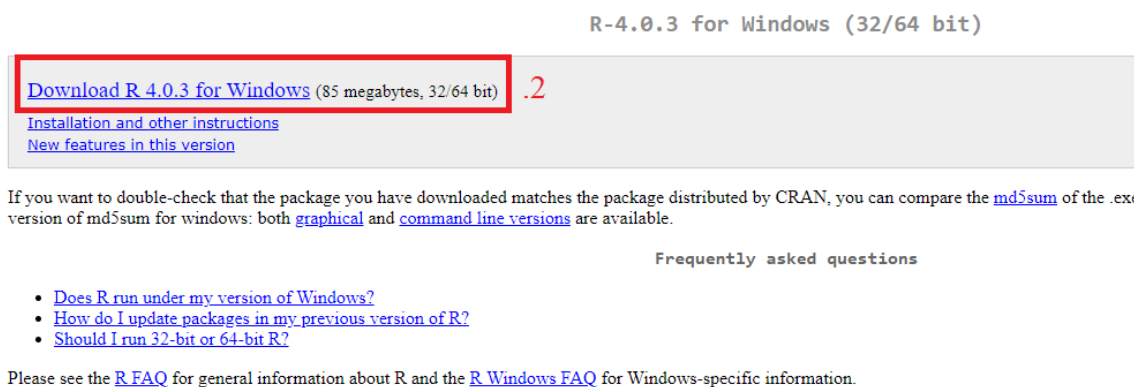 R-4.0.3 for Windows (32/64 bit)
Download R 4.0.3 for Windows (85 megabytes, 32/64 bit) .2
Installation and other instructions
New features in this version
If you want to double-check that the package you have downloaded matches the package distributed by CRAN, you can compare the md5sum of the .exe
version of md5sum for windows: both graphical and command line versions are available.
Frequently asked questions
• Does R run under my version of Windows?
• How do I update packages in my previous version of R?
• Should I run 32-bit or 64-bit R?
Please see the R FAQ for general information about R and the R Windows FAQ for Windows-specific information.